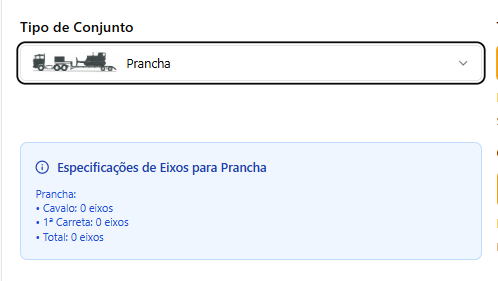 Tipo de Conjunto
Prancha
Especificações de Eixos para Prancha
Prancha:
• Cavalo: 0 eixos
• 1ª Carreta: 0 eixos
• Total: 0 eixos